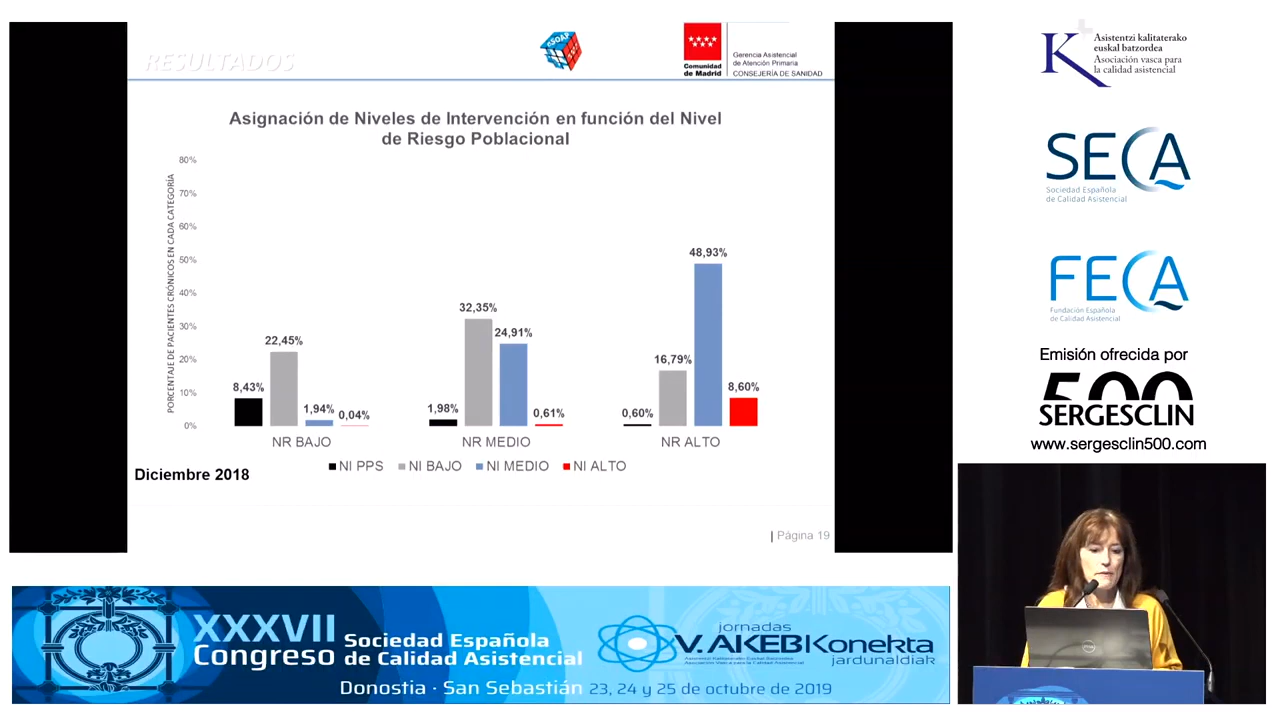 RESULTADOS
eSOAP
Comunidad
de Madrid
Gerencia Asistencial
de Atención Primaria
CONSEJERÍA DE SANIDAD
Asignación de Niveles de Intervención en función del Nivel
de Riesgo Poblacional
PORCENTAJE DE PACIENTES CRÓNICOS EN CADA CATEGORÍA
80%
70%
60%
50%
40%
30%
20%
10%
0%
8,43%
22,45%
1,94%
0,04%
1,98%
32,35%
24,91%
0,61%
0,60%
16,79%
48,93%
8,60%
NR BAJO
NR MEDIO
NR ALTO
NI PPS
NI BAJO
NI MEDIO
NI ALTO
Diciembre 2018
| Página 19
K
Asistentzi kalitaterako
euskal batzordea
Asociación vasca para
la calidad asistencial
SECA
Sociedad Española
de Calidad Asistencial
FECA
Fundación Española
de Calidad Asistencial
Emisión ofrecida por
500
SERGESCLIN
www.sergesclin500.com
DELL
XXXVII
Congreso
Sociedad Española
de Calidad Asistencial
Donostia · San Sebastián 23, 24 y 25 de octubre de 2019
jornadas
V.AKEBIKonekta
jardunaldiak